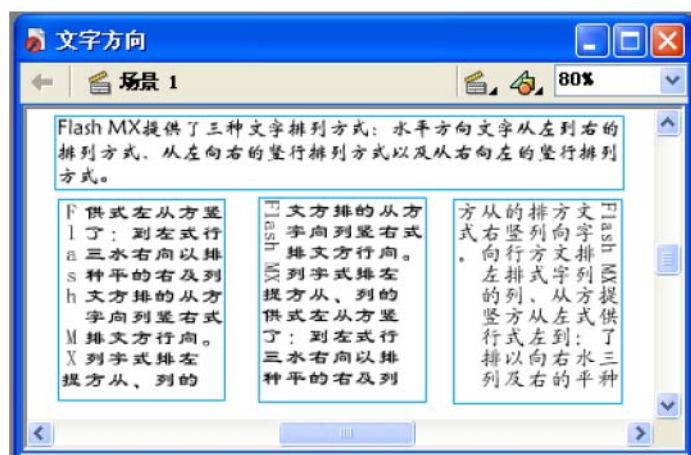 文字方向
场景 1
80%
Flash MX提供了三种文字排列方式：水平方向文字从左到右的
排列方式、从左向右的竖行排列方式以及从右向左的竖行排列
方式。
Flash MX提
供了三种文字排列方
式：水平方向文字从
左到右的排列方式、
从左向右的竖行排列
方式以及从右向左的
竖行排列方式。
Flash MX提供了三种
文字排列方式：水平
方向文字从左到右的
排列方式、从左向右
的竖行排列方式以及
从右向左的竖行排列
方式。
Flash MX提供了三种
文字排列方式：水平
方向文字从左到右的
排列方式、从左向右
的竖行排列方式以及
从右向左的竖行排列
方式。